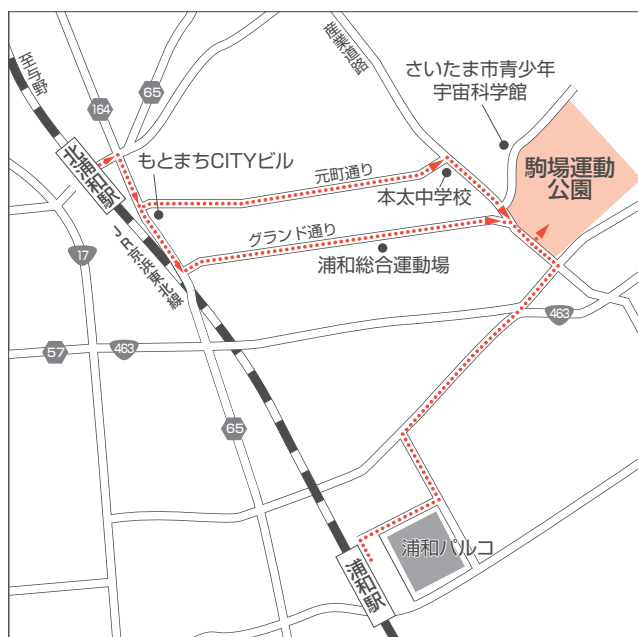 至与野
164
65
産業道路
さいたま市青少年
宇宙科学館
北浦和駅
もとまちCITYビル
元町通り
本太中学校
駒場運動
公園
グランド通り
浦和総合運動場
17
JR京浜東北線
463
57
463
65
浦和パルコ
浦和駅